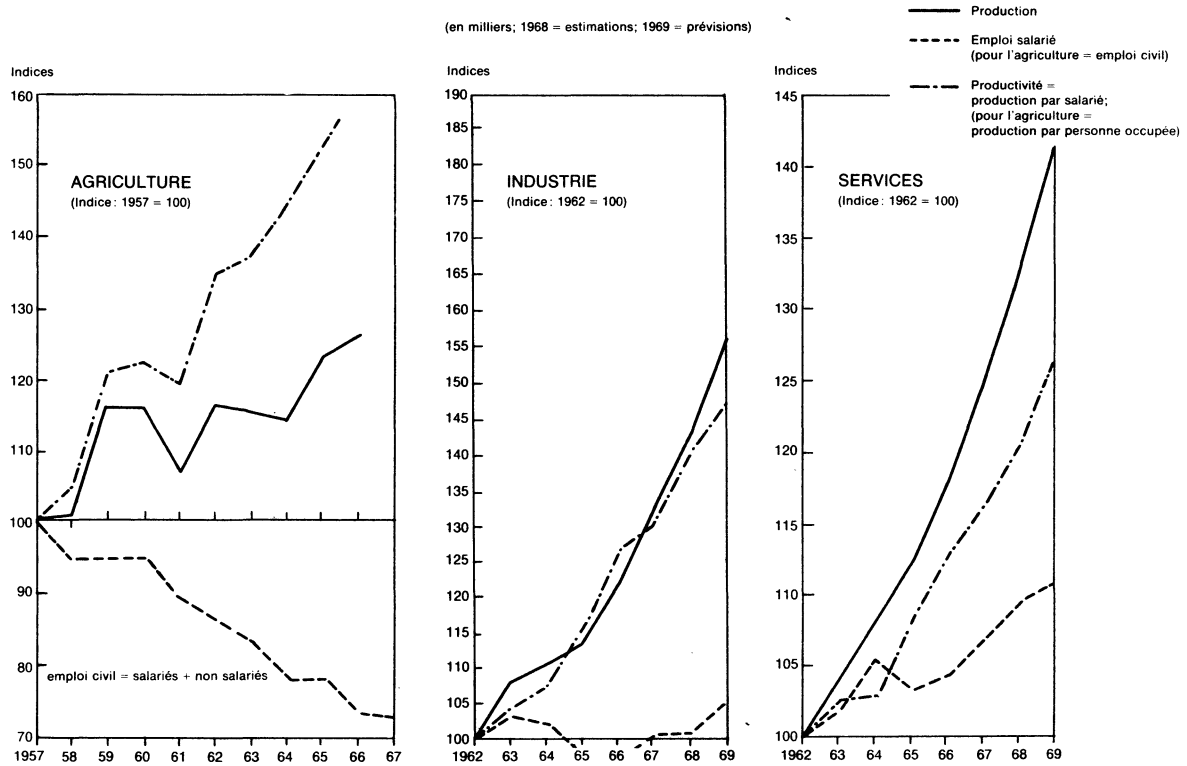 (en milliers; 1968 = estimations; 1969 = prévisions)
Production
Emploi salarié
(pour l'agriculture = emploi civil)
Productivité =
production par salarié;
(pour l'agriculture =
production par personne occupée)
Indices
160
150
140
130
120
110
100
90
80
70
AGRICULTURE
(Indice : 1957 = 100)
emploi civil = salariés + non salariés
1957 58 59 60 61 62 63 64 65 66 67
Indices
190
185
180
175
170
165
160
155
150
145
140
135
130
125
120
115
110
105
100
INDUSTRIE
(Indice : 1962 = 100)
1962 63 64 65 66 67 68 69
Indices
145
140
135
130
125
120
115
110
105
100
SERVICES
(Indice : 1962 = 100)
1962 63 64 65 66 67 68 69